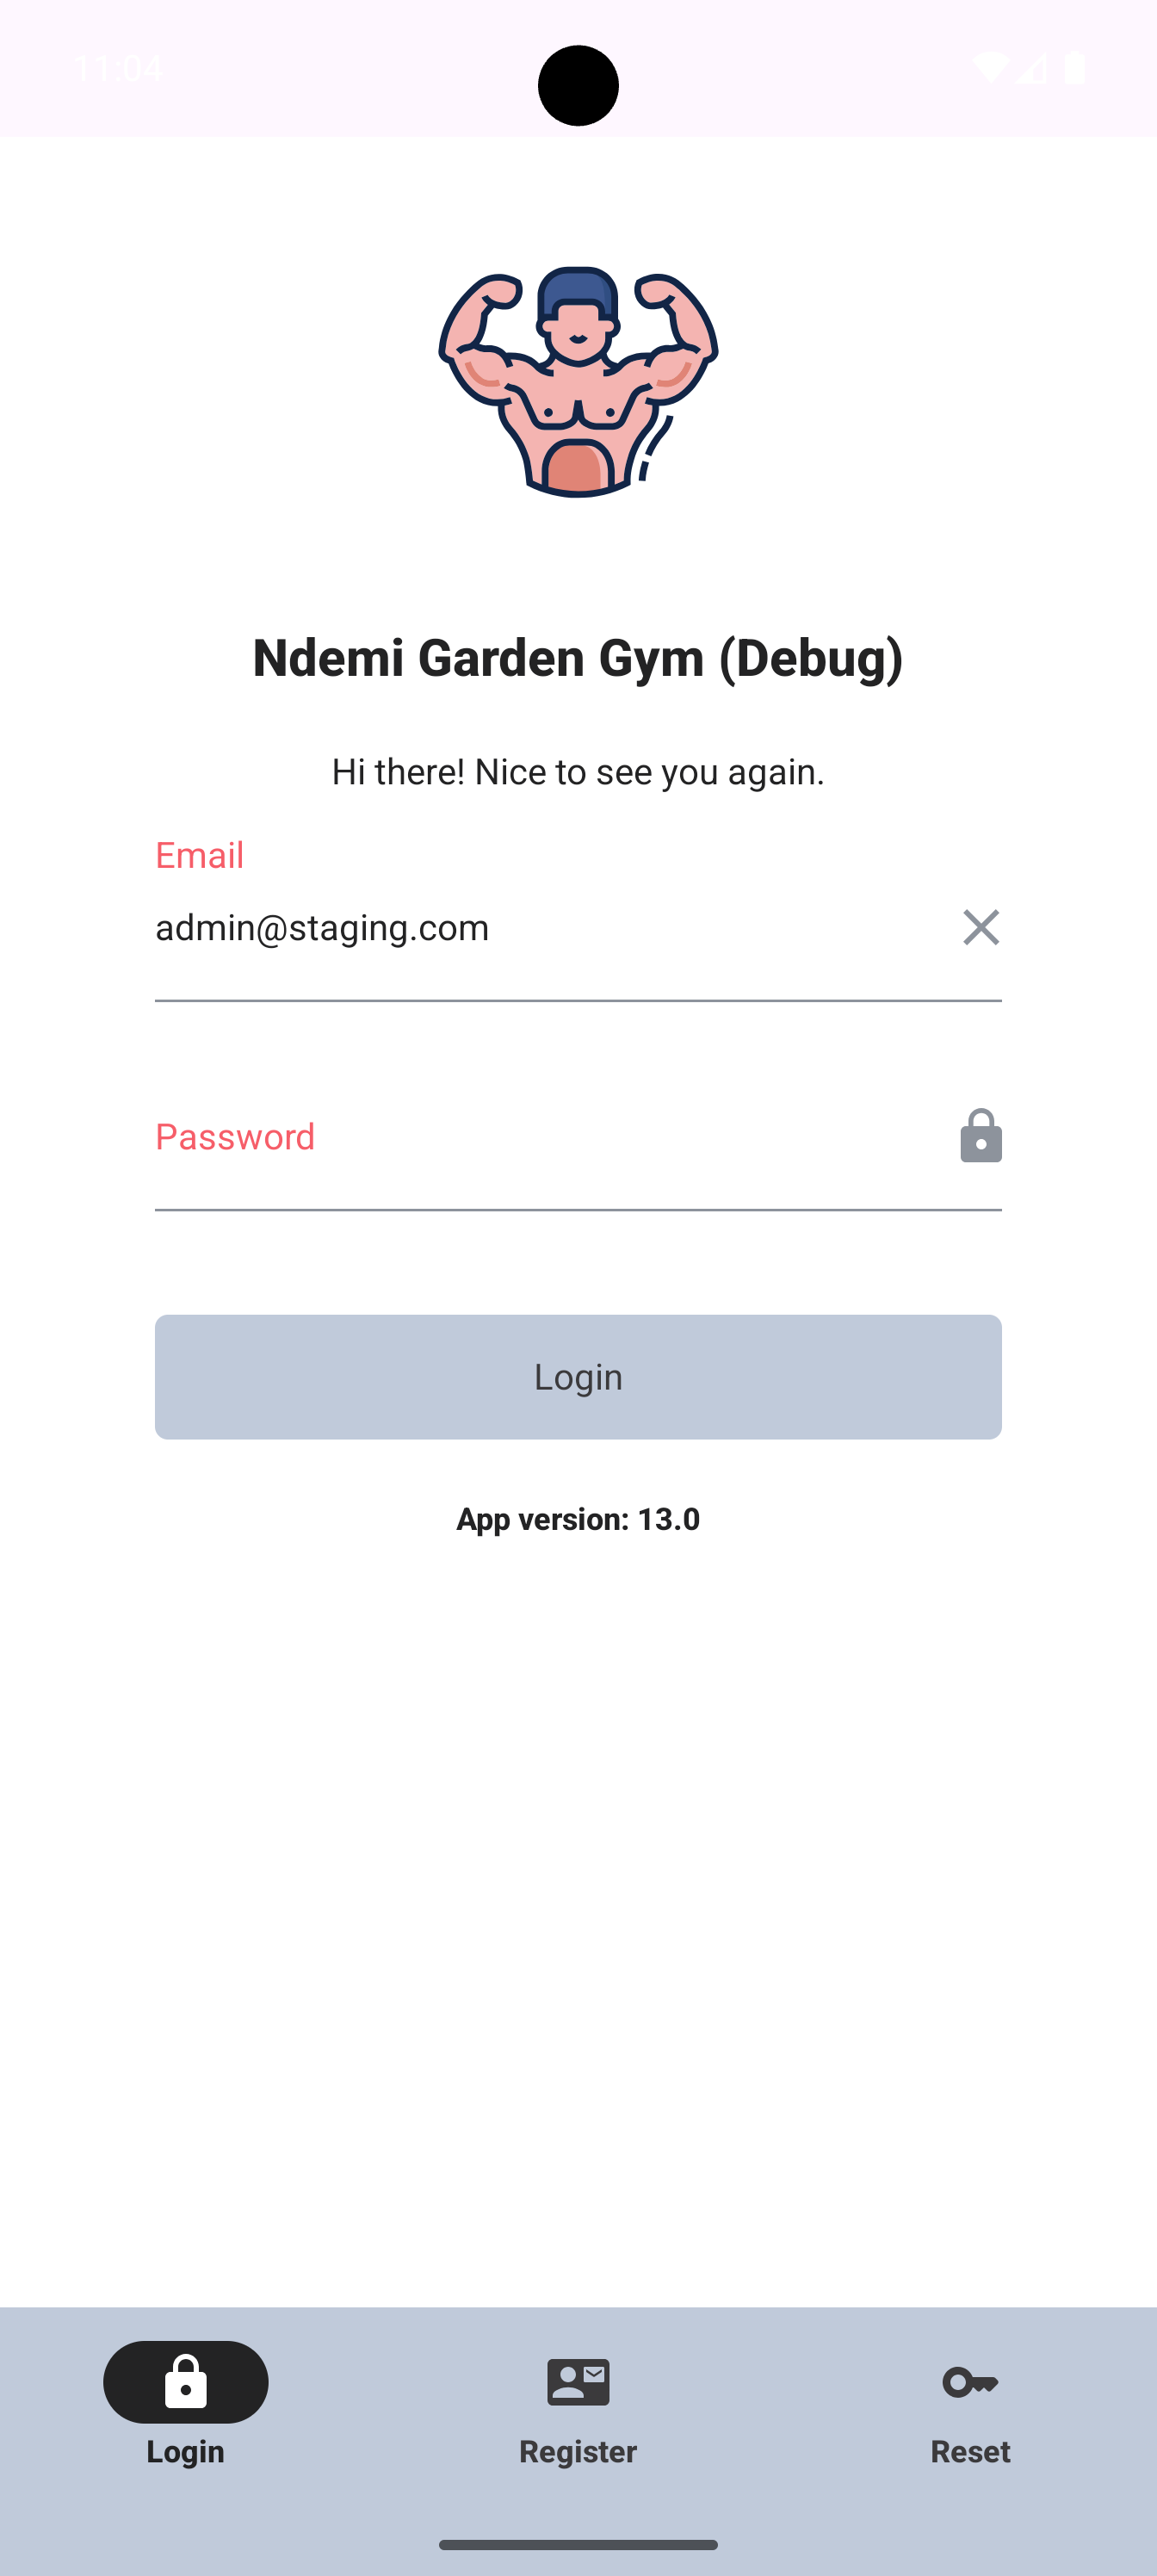 11:04
Ndemi Garden Gym (Debug)
Hi there! Nice to see you again.
Email
admin@staging.com
Password
Login
App version: 13.0
Login
Register
Reset